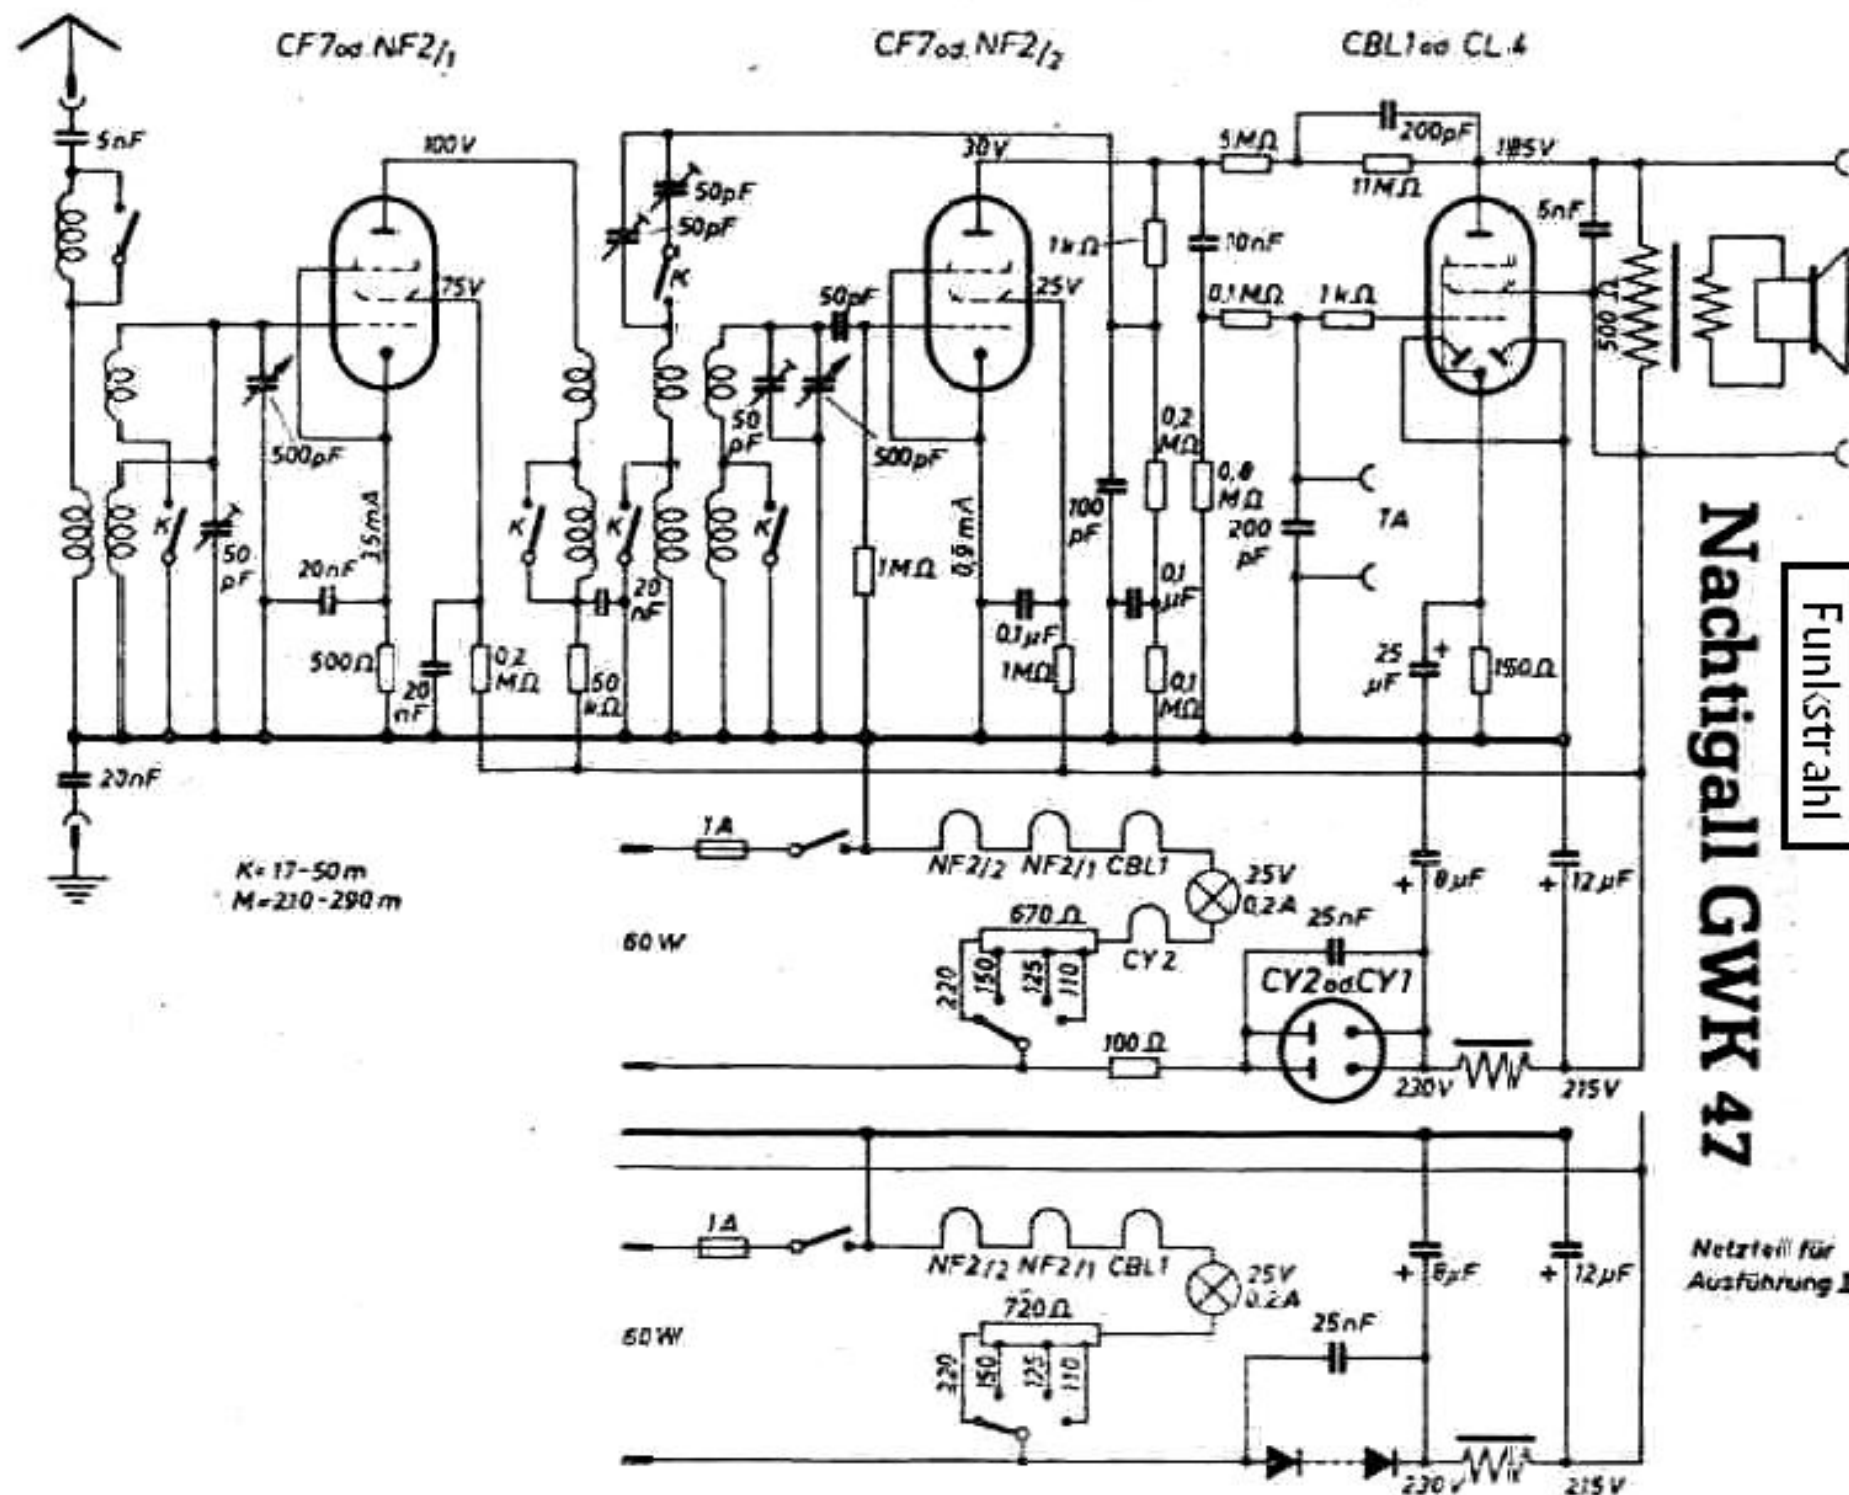 CF7od.NF2/1
CF7od.NF2/2
CBL1od CL.4
5nF
100V
50pF
50pF
K
30V
5MΩ
200pF
11MΩ
185V
5nF
75V
50pF
25V
1kΩ
10nF
0,1MΩ
1kΩ
500Ω
500pF
50
pF
500pF
0,2
MΩ
0,8
MΩ
K
50
pF
20nF
K
K
20
nF
K
1MΩ
0,9mA
100
pF
0,1
µF
200
pF
TA
500Ω
20
nF
0,2
MΩ
50
kΩ
0,1µF
1MΩ
0,1
MΩ
25
µF
+
150Ω
20nF
K=17-50m
M=210-290m
1A
NF2/2
NF2/1
CBL1
25V
0,2A
60W
670Ω
CY2
220
150
125
110
25nF
CY2od.CY1
100Ω
+
8µF
+
12µF
230V
215V
Nachtigall GWK 47
Funkstrahl
1A
NF2/2
NF2/1
CBL1
25V
0,2A
60W
720Ω
220
150
125
110
25nF
+
8µF
+
12µF
230V
215V
Netzteil für
Ausführung